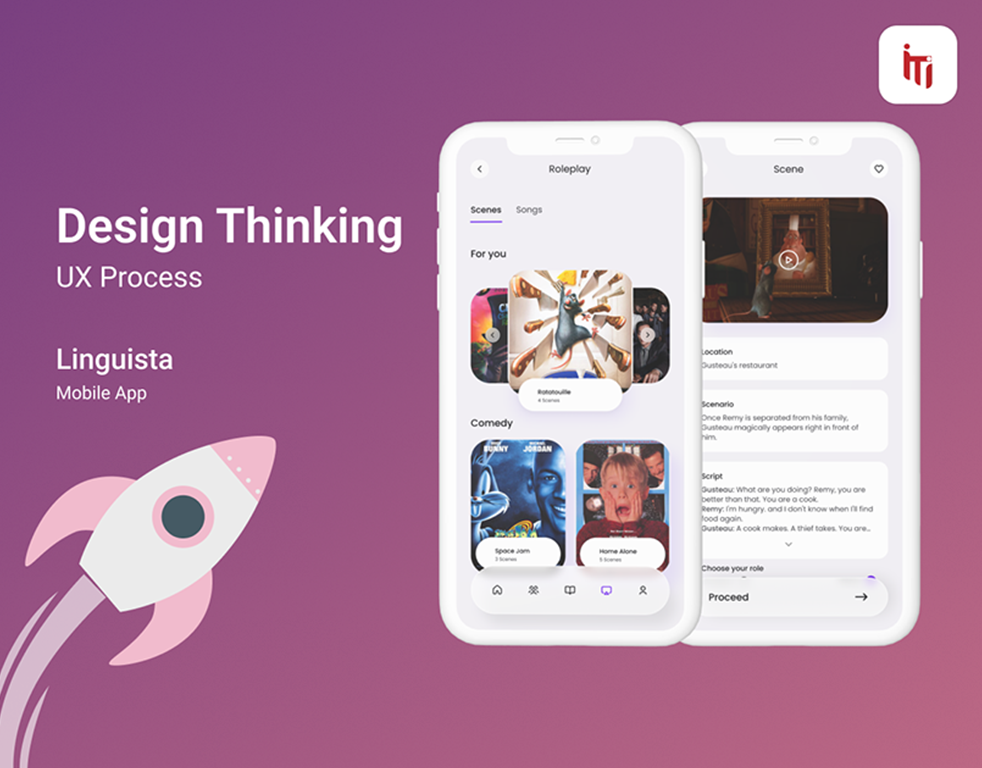 iTi
Design Thinking
UX Process
Linguista
Mobile App
Roleplay
Scenes Songs
For you
Ratatouille
4 Scenes
Comedy
BUNNY JORDAN
Space Jam
3 Scenes
Home Alone
5 Scenes
Scene
Location
Gusteau's restaurant
Scenario
Once Remy is separated from his family,
Gusteau magically appears right in front of
him.
Script
Gusteau: What are you doing? Remy, you are
better than that. You are a cook.
Remy: I'm hungry. and I don't know when I'll find
food again.
Gusteau: A cook makes. A thief takes. You are...
Choose your role
Proceed